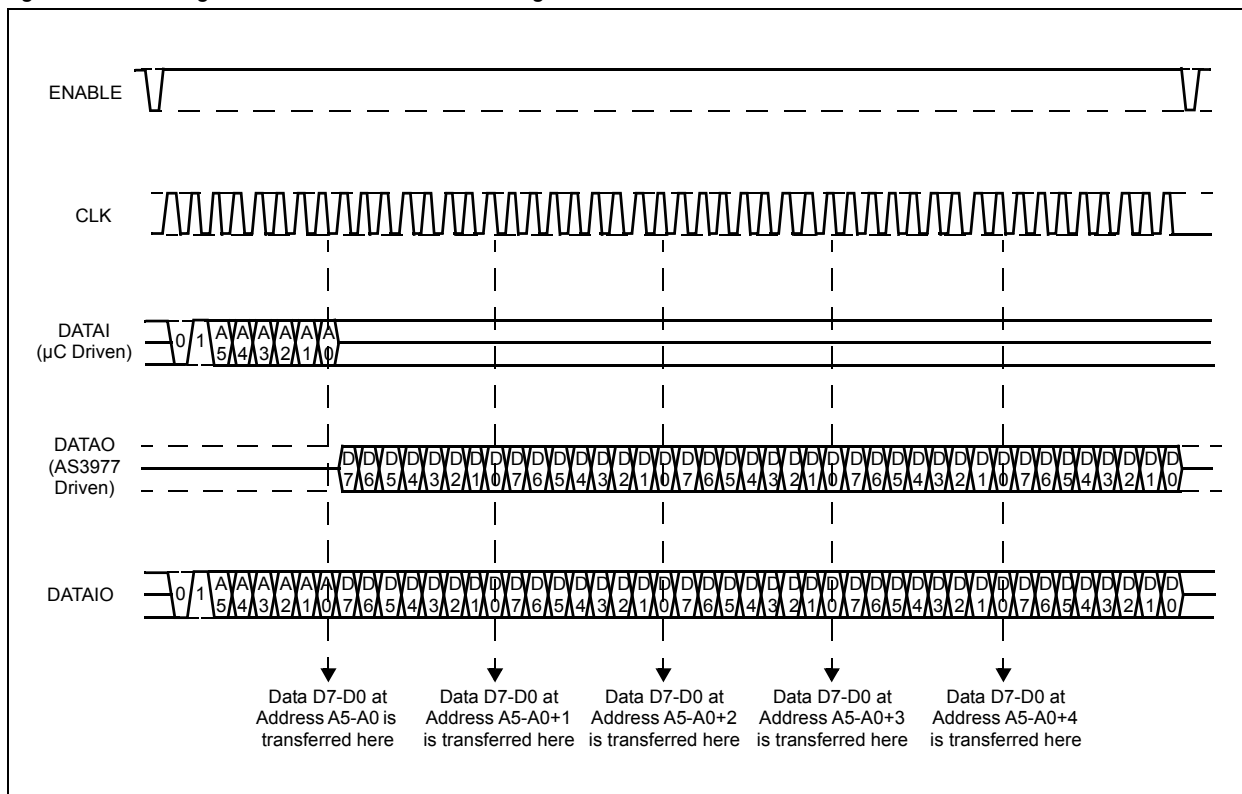 ENABLE
CLK
DATAI
(µC Driven)
0 1 A5 A4 A3 A2 A1 A0
DATAO
(AS3977
Driven)
D7 D6 D5 D4 D3 D2 D1 D0 D7 D6 D5 D4 D3 D2 D1 D0 D7 D6 D5 D4 D3 D2 D1 D0 D7 D6 D5 D4 D3 D2 D1 D0 D7 D6 D5 D4 D3 D2 D1 D0
DATAIO
0 1 A5 A4 A3 A2 A1 A0 D7 D6 D5 D4 D3 D2 D1 D0 D7 D6 D5 D4 D3 D2 D1 D0 D7 D6 D5 D4 D3 D2 D1 D0 D7 D6 D5 D4 D3 D2 D1 D0 D7 D6 D5 D4 D3 D2 D1 D0
Data D7-D0 at
Address A5-A0 is
transferred here
Data D7-D0 at
Address A5-A0+1
is transferred here
Data D7-D0 at
Address A5-A0+2
is transferred here
Data D7-D0 at
Address A5-A0+3
is transferred here
Data D7-D0 at
Address A5-A0+4
is transferred here